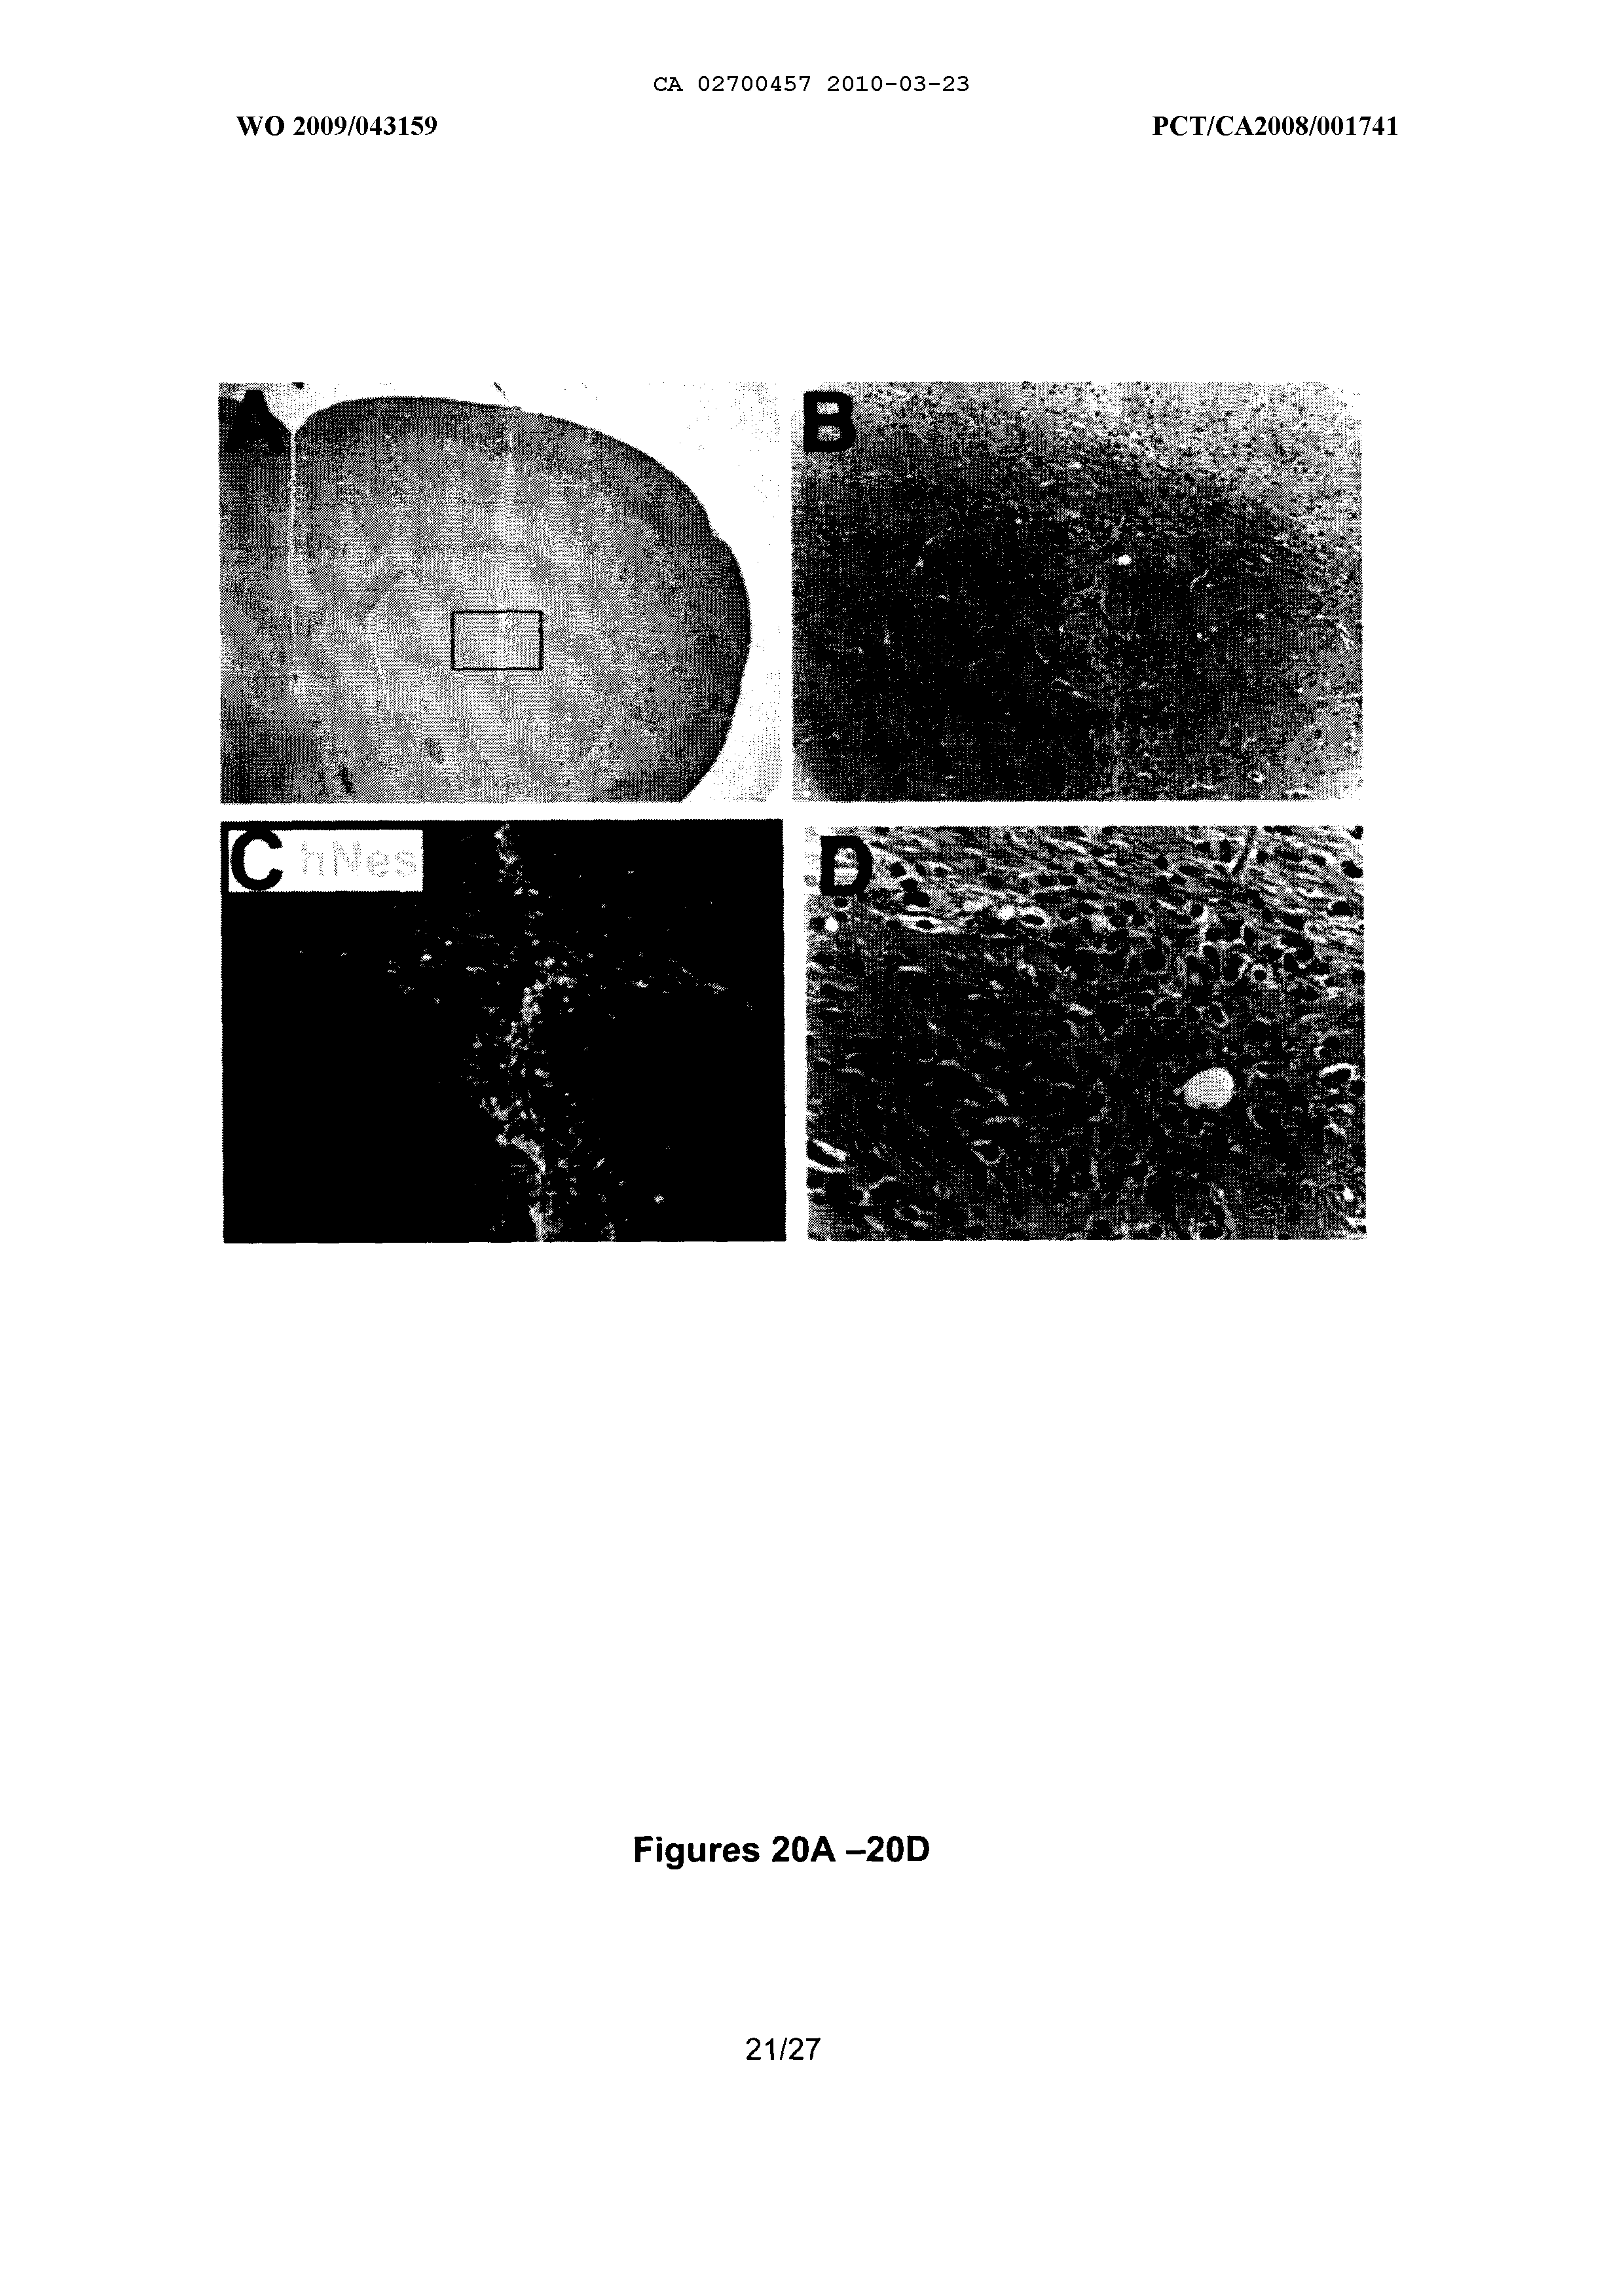 CA 02700457 2010-03-23
WO 2009/043159
PCT/CA2008/001741
A
B
C hNes
D
Figures 20A –20D
21/27